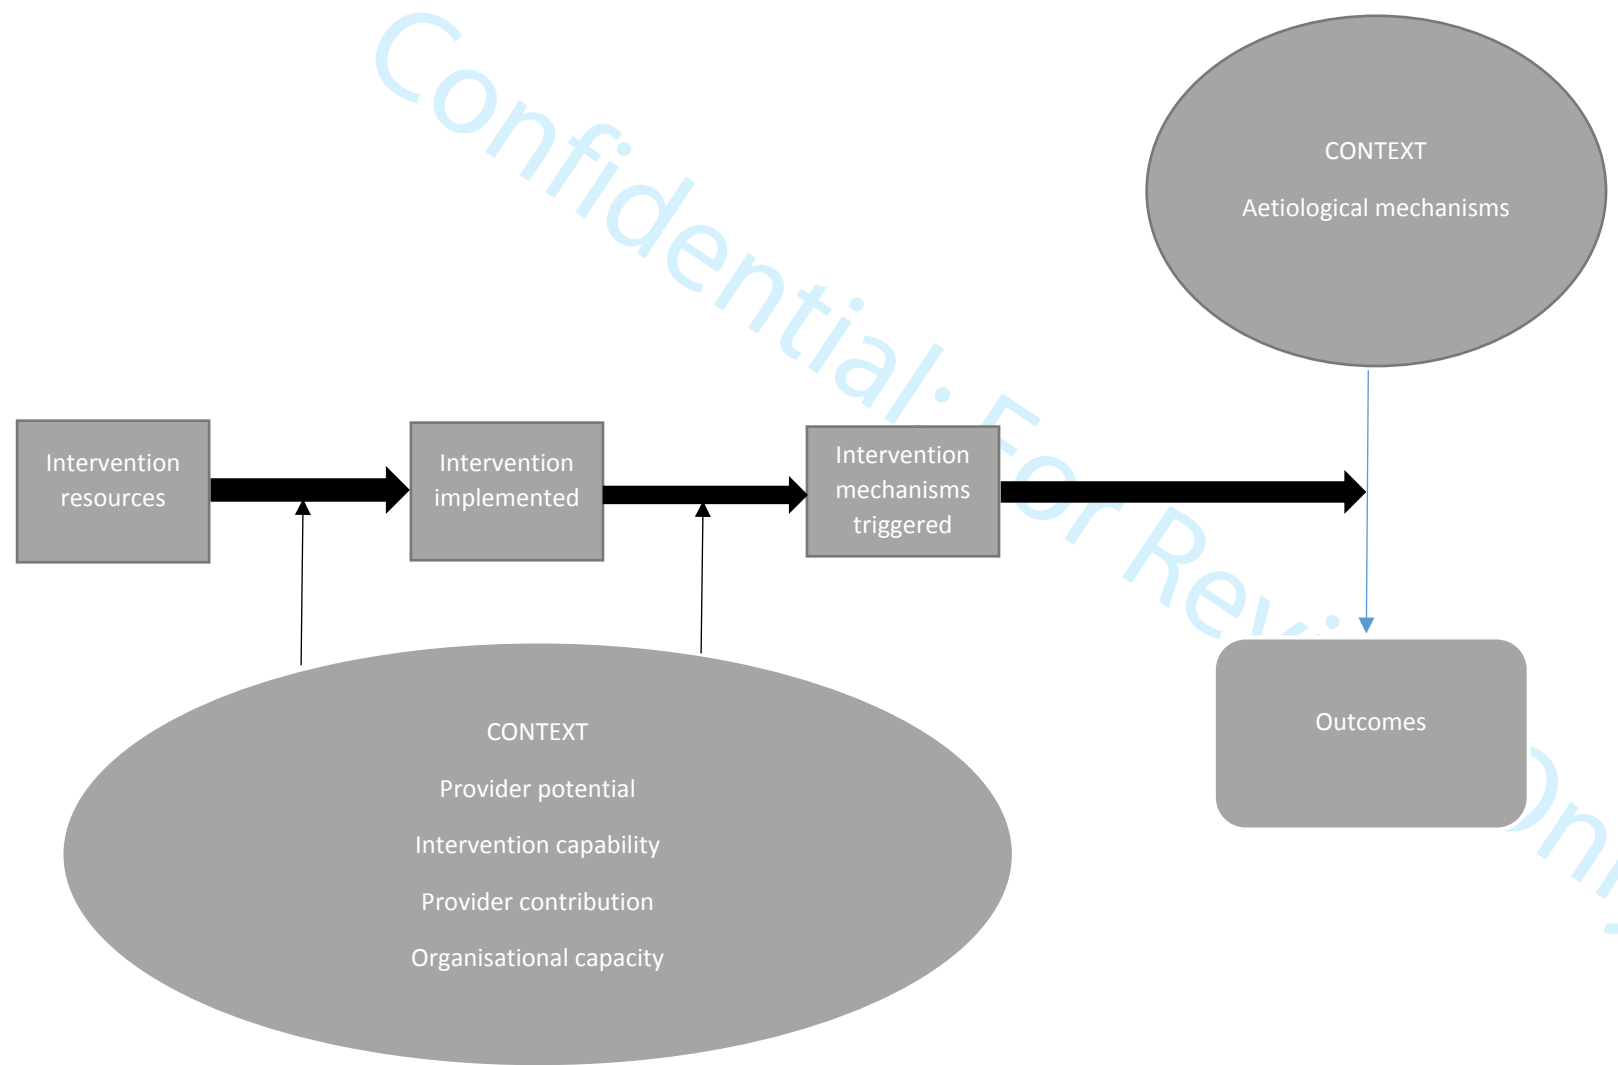 Confidential: For Review Only
CONTEXT
Aetiological mechanisms
Intervention
resources
Intervention
implemented
Intervention
mechanisms
triggered
CONTEXT
Provider potential
Intervention capability
Provider contribution
Organisational capacity
Outcomes